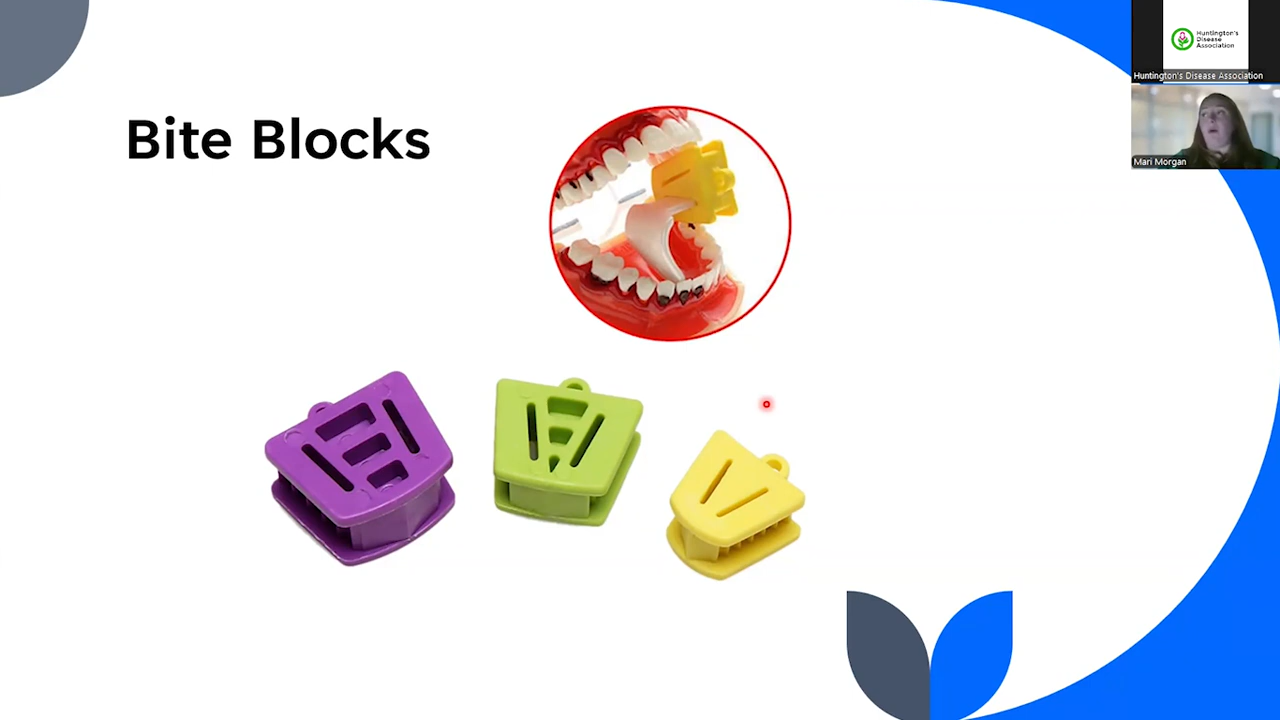 Bite Blocks
Huntington's
Disease
Association
Huntington's Disease Association
Mari Morgan